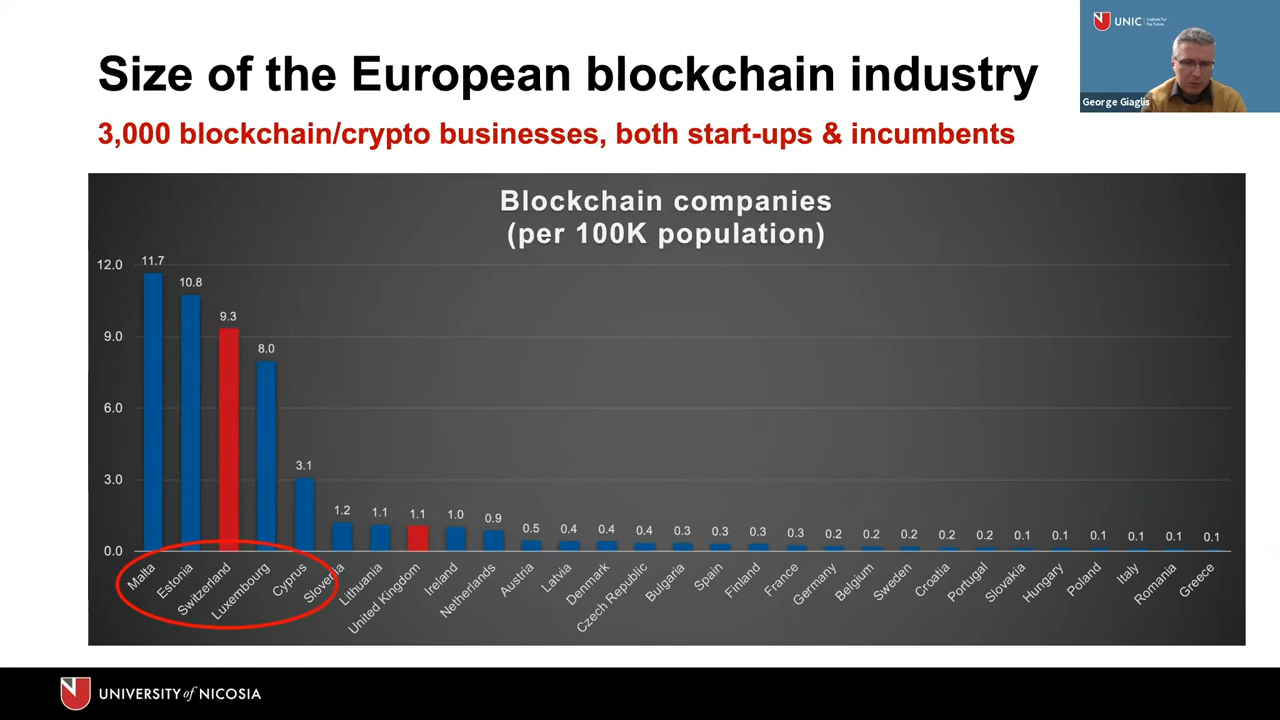 Size of the European blockchain industry
3,000 blockchain/crypto businesses, both start-ups & incumbents
UNIC
Institute For the Future
George Giaglis
Blockchain companies
(per 100K population)
12.0
9.0
6.0
3.0
0.0
11.7
10.8
9.3
8.0
3.1
1.2
1.1
1.1
1.0
0.9
0.5
0.4
0.4
0.4
0.3
0.3
0.3
0.3
0.2
0.2
0.2
0.2
0.2
0.1
0.1
0.1
0.1
0.1
0.1
Malta
Estonia
Switzerland
Luxembourg
Cyprus
Slovenia
Lithuania
United Kingdom
Ireland
Netherlands
Austria
Latvia
Denmark
Czech Republic
Bulgaria
Spain
Finland
France
Germany
Belgium
Sweden
Croatia
Portugal
Slovakia
Hungary
Poland
Italy
Romania
Greece
UNIVERSITY of NICOSIA